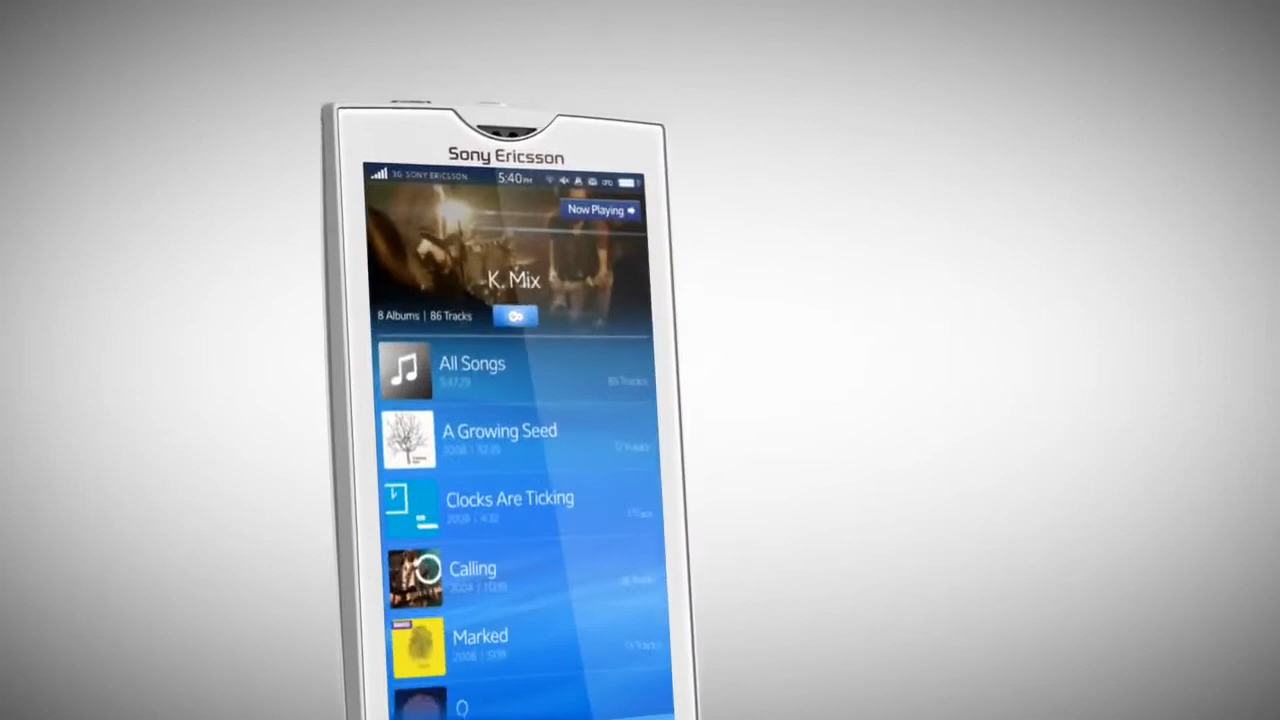 Sony Ericsson
3G SONY ERICSSON 5:40PM
Now Playing
K. Mix
8 Albums | 86 Tracks
All Songs
A Growing Seed
Clocks Are Ticking
Calling
Marked